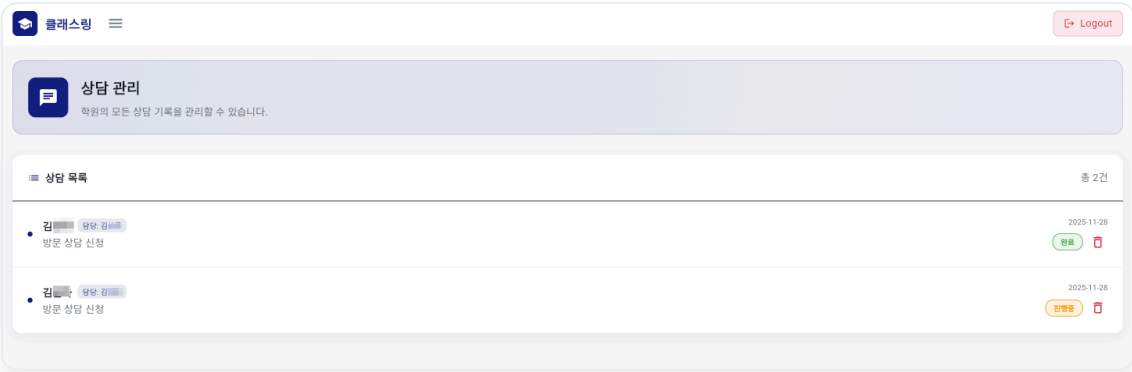 클래스링
Logout
상담 관리
학원의 모든 상담 기록을 관리할 수 있습니다.
상담 목록
총 2건
김
담당: 김
2025-11-28
방문 상담 신청
완료
김
담당: 김
2025-11-28
방문 상담 신청
진행중